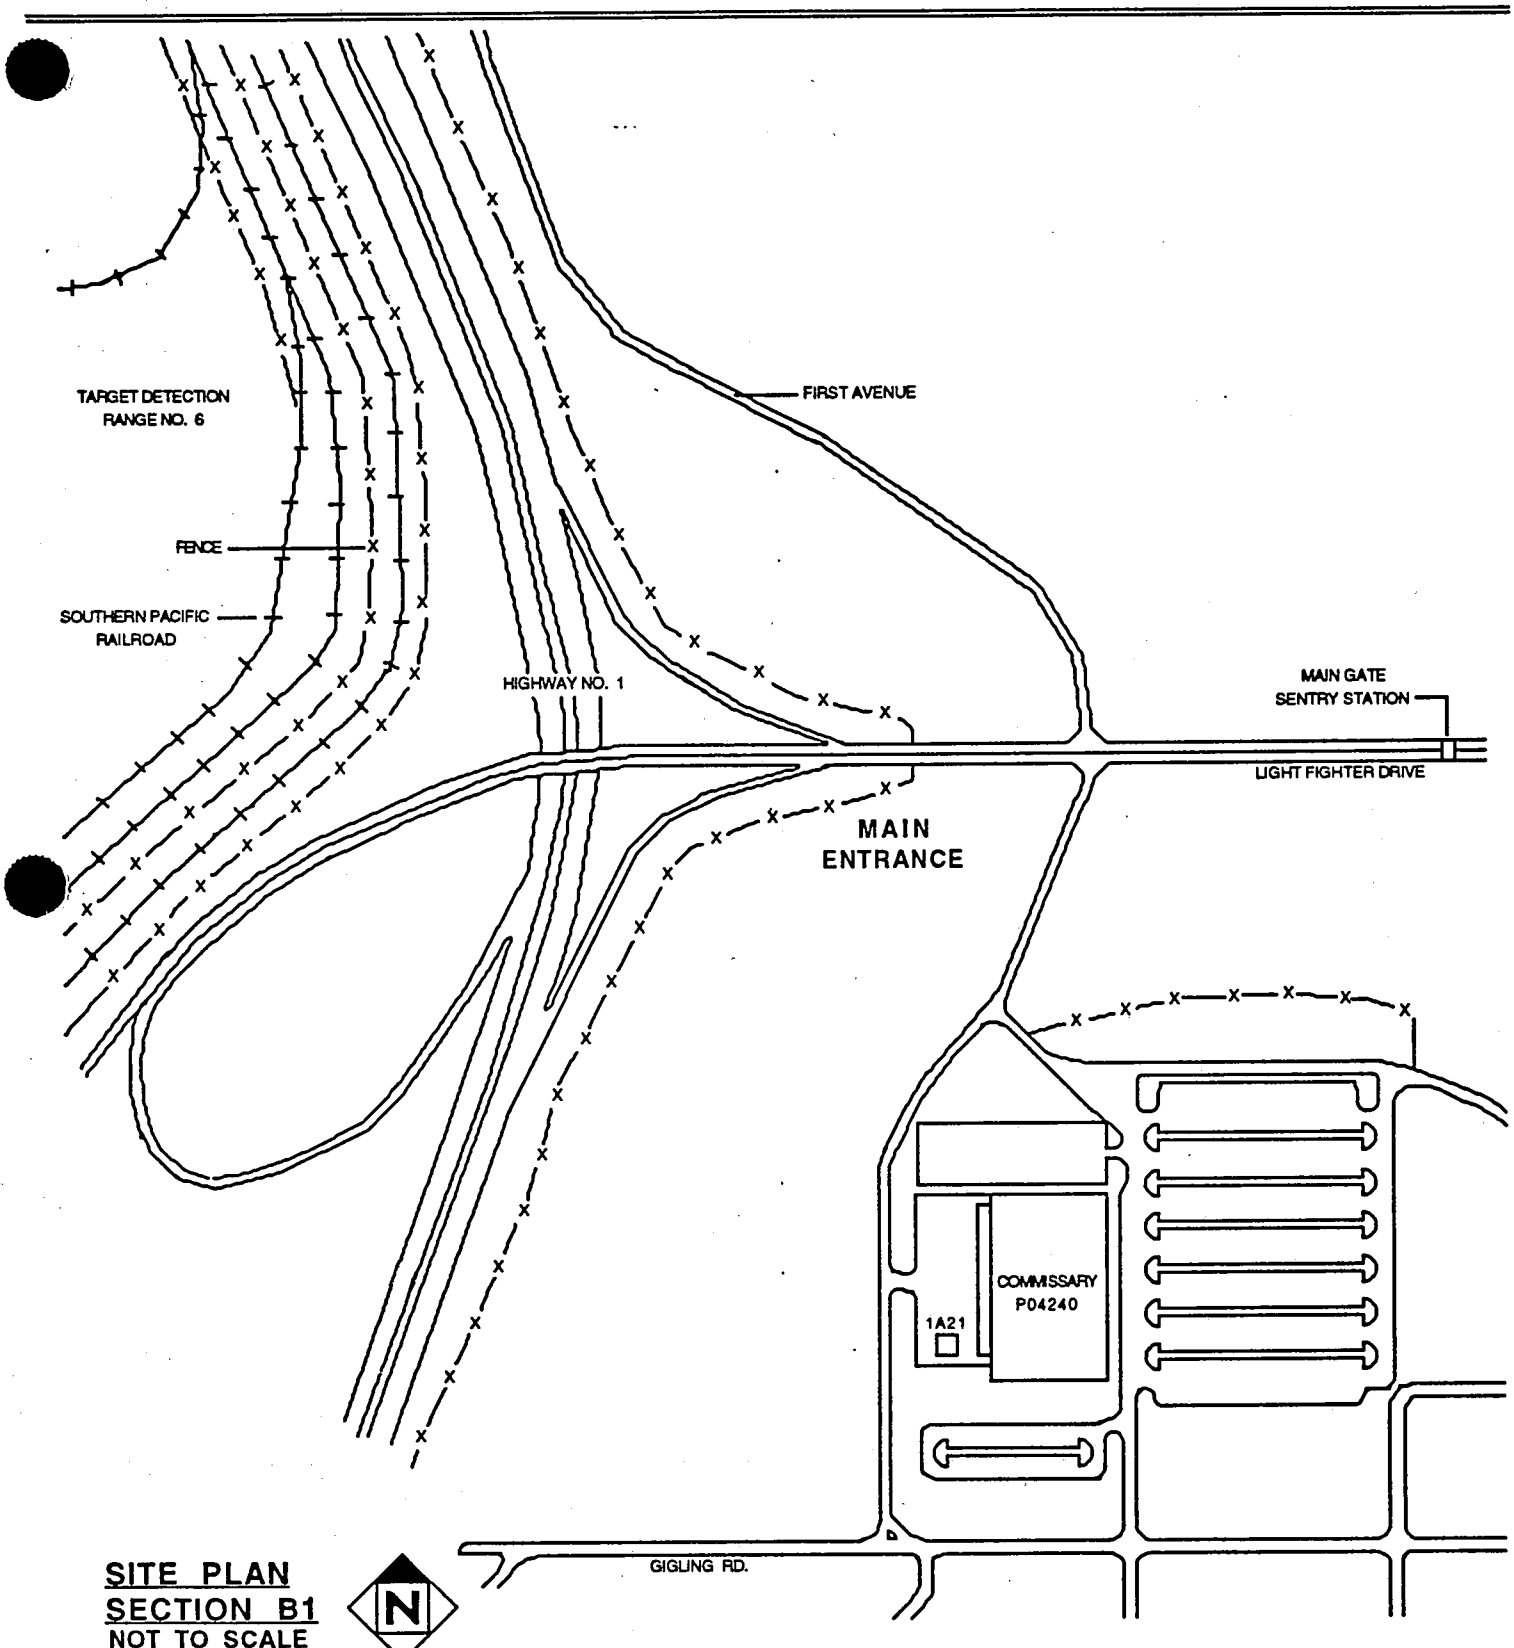 FIRST AVENUE
TARGET DETECTION
RANGE NO. 6
FENCE
SOUTHERN PACIFIC
RAILROAD
HIGHWAY NO. 1
MAIN GATE
SENTRY STATION
LIGHT FIGHTER DRIVE
MAIN
ENTRANCE
COMMISSARY
P04240
1A21
GIGLING RD.
SITE PLAN
SECTION B1
NOT TO SCALE
N